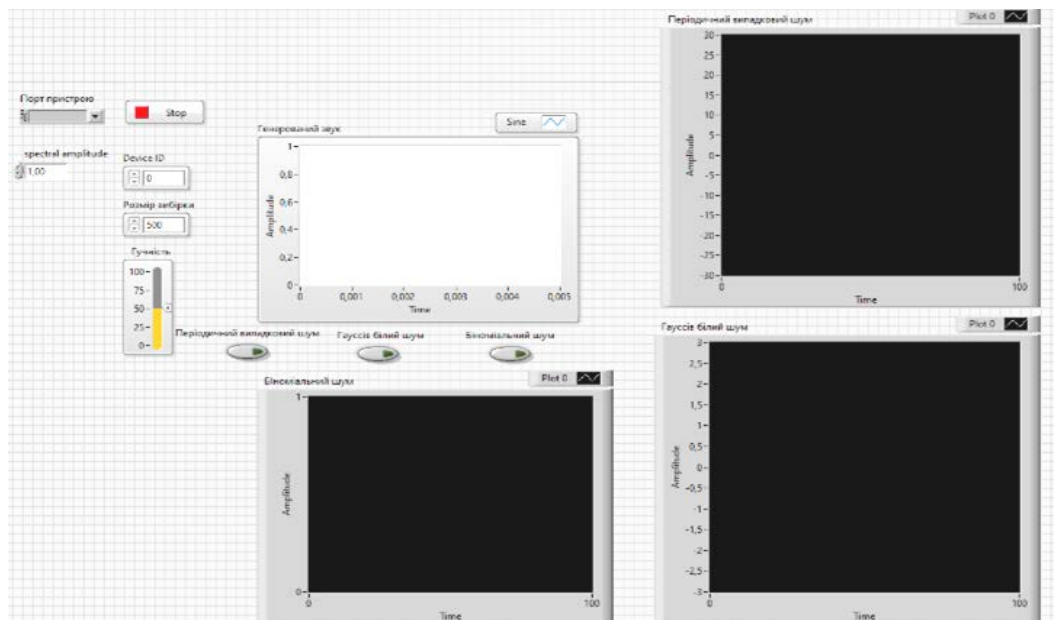 Періодичний випадковий шум
Plot 0
30
25
20
15
10
5
0
-5
-10
-15
-20
-25
-30
Amplitude
0
100
Time
Порт пристрою
Stop
spectral amplitude
1,00
Device ID
0
Розмір вибірки
500
Гучність
100
75
50
25
0
Генерований звук
Sine
1
0,8
0,6
0,4
0,2
0
Amplitude
0
0,001
0,002
0,003
0,004
0,005
Time
Періодичний випадковий шум
Гауссів білий шум
Біноміальний шум
Біноміальний шум
Plot 0
1
0
Amplitude
0
100
Time
Гауссів білий шум
Plot 0
3
2,5
2
1,5
1
0,5
0
-0,5
-1
-1,5
-2
-2,5
-3
Amplitude
0
100
Time